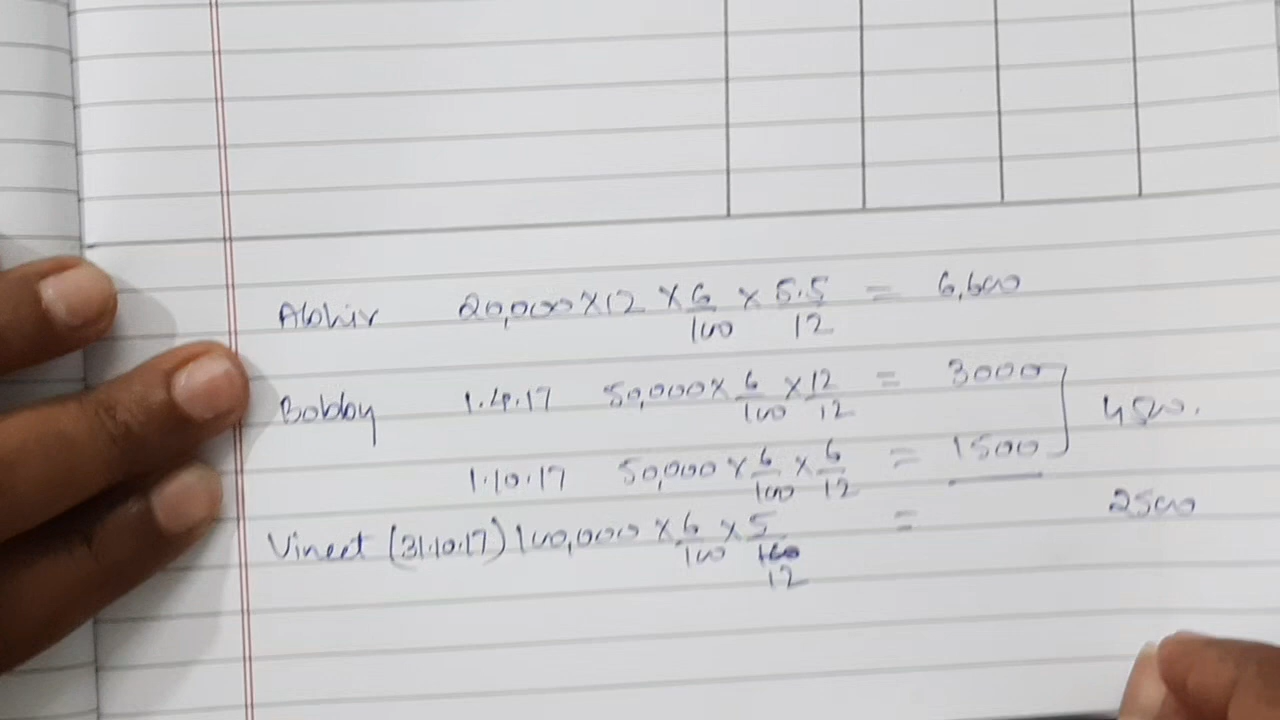 Abhir 20,000 × 12 × 6/100 × 5.5/12 = 6,600
Bobby 1.4.17 50,000 × 6/100 × 12/12 = 3000
4500.
1.10.17 50,000 × 6/100 × 6/12 = 1500
Vineet (31.10.17) 100,000 × 6/100 × 5/12 = 2500